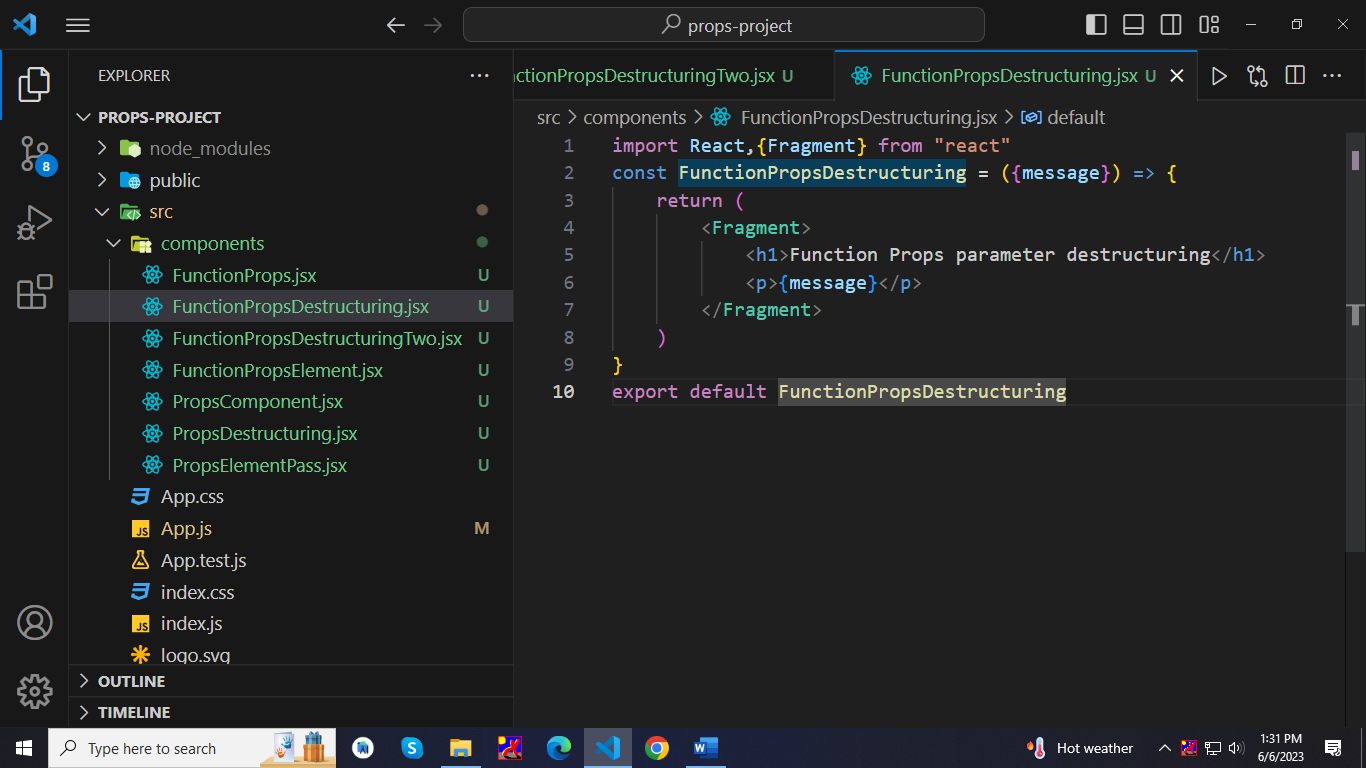 props-project
EXPLORER
PROPS-PROJECT
node_modules
public
src
components
FunctionProps.jsx U
FunctionPropsDestructuring.jsx U
FunctionPropsDestructuringTwo.jsx U
FunctionPropsElement.jsx U
PropsComponent.jsx U
PropsDestructuring.jsx U
PropsElementPass.jsx U
App.css
App.js M
App.test.js
index.css
index.js
logo.svg
OUTLINE
TIMELINE
8
nctionPropsDestructuringTwo.jsx U
FunctionPropsDestructuring.jsx U
src > components > FunctionPropsDestructuring.jsx > default
1 import React,{Fragment} from "react"
2 const FunctionPropsDestructuring = ({message}) => {
3 return (
4 <Fragment>
5 <h1>Function Props parameter destructuring</h1>
6 <p>{message}</p>
7 </Fragment>
8 )
9 }
10 export default FunctionPropsDestructuring
Type here to search
Hot weather
1:31 PM
6/6/2023